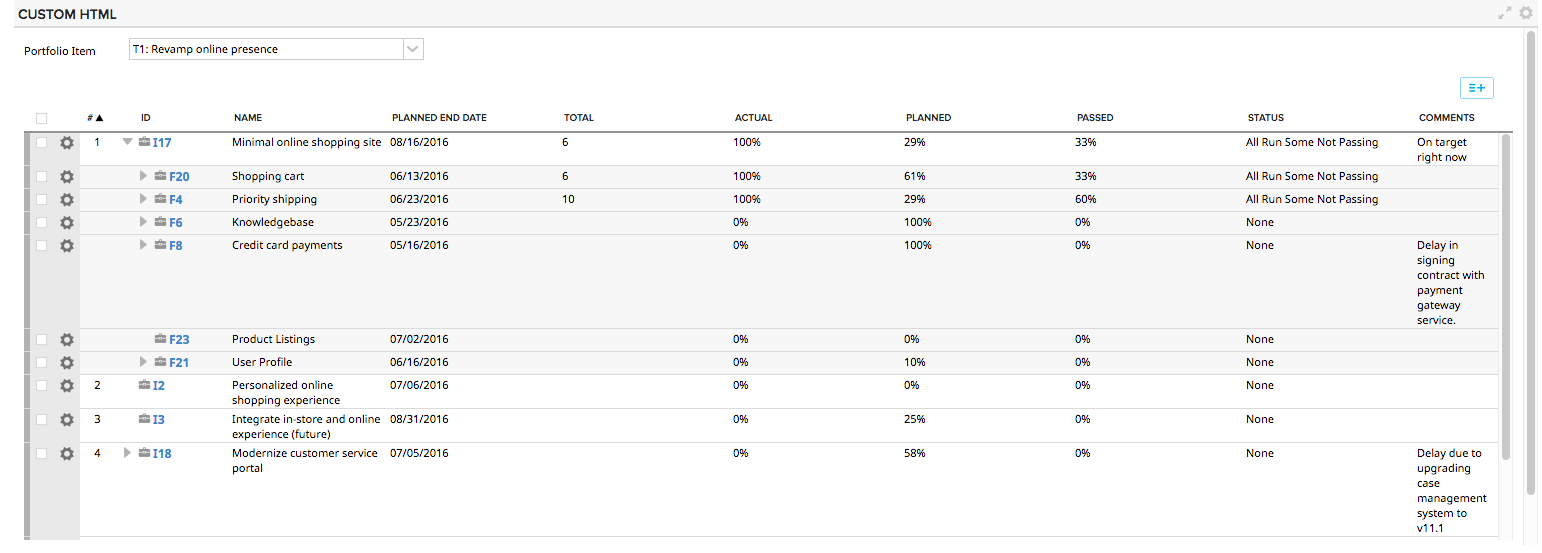 CUSTOM HTML
Portfolio Item
T1: Revamp online presence
# ID NAME PLANNED END DATE TOTAL ACTUAL PLANNED PASSED STATUS COMMENTS
1 I17 Minimal online shopping site 08/16/2016 6 100% 29% 33% All Run Some Not Passing On target
right now
F20 Shopping cart 06/13/2016 6 100% 61% 33% All Run Some Not Passing
F4 Priority shipping 06/23/2016 10 100% 29% 60% All Run Some Not Passing
F6 Knowledgebase 05/23/2016 0% 100% 0% None
F8 Credit card payments 05/16/2016 0% 100% 0% None Delay in
signing
contract with
payment
gateway
service.
F23 Product Listings 07/02/2016 0% 0% 0% None
F21 User Profile 06/16/2016 0% 10% 0% None
2 I2 Personalized online 07/06/2016 0% 0% 0% None
shopping experience
3 I3 Integrate in-store and online 08/31/2016 0% 25% 0% None
experience (future)
4 I18 Modernize customer service 07/05/2016 0% 58% 0% None Delay due to
portal upgrading
case
management
system to
v11.1